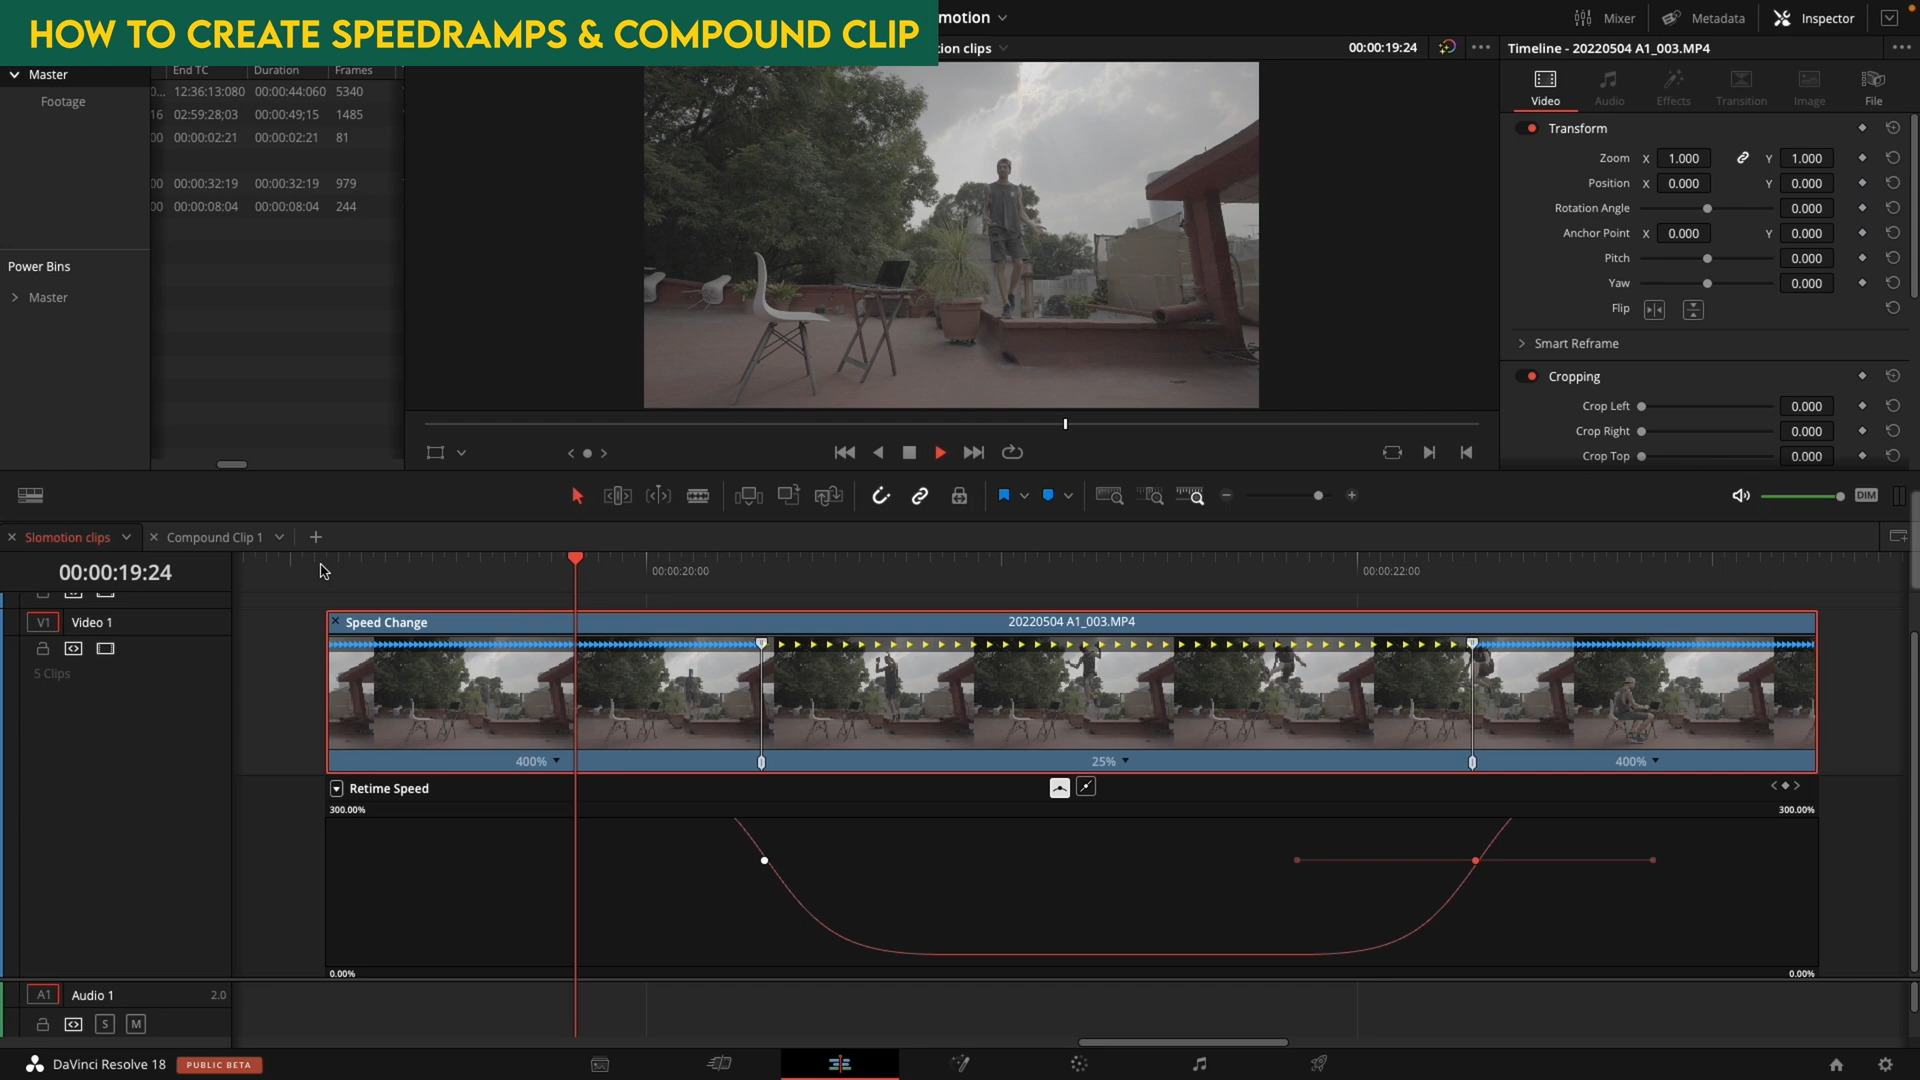 HOW TO CREATE SPEEDRAMPS & COMPOUND CLIP
motion
Mixer
Metadata
Inspector
ion clips
00:00:19:24
Timeline - 20220504 A1_003.MP4
Master
End TC
Duration
Frames
0...
12:36:13:080
00:00:44:060
5340
Footage
16
02:59:28;03
00:00:49;15
1485
00
00:00:02:21
00:00:02:21
81
00
00:00:32:19
00:00:32:19
979
00
00:00:08:04
00:00:08:04
244
Power Bins
Master
Video
Audio
Effects
Transition
Image
File
Transform
Zoom X 1.000 Y 1.000
Position X 0.000 Y 0.000
Rotation Angle 0.000
Anchor Point X 0.000 Y 0.000
Pitch 0.000
Yaw 0.000
Flip
Smart Reframe
Cropping
Crop Left 0.000
Crop Right 0.000
Crop Top 0.000
DIM
Slomotion clips
Compound Clip 1
00:00:19:24
00:00:20:00
00:00:22:00
V1 Video 1
5 Clips
Speed Change
20220504 A1_003.MP4
400%
25%
400%
Retime Speed
300.00%
300.00%
0.00%
0.00%
A1 Audio 1 2.0
S M
DaVinci Resolve 18
PUBLIC BETA